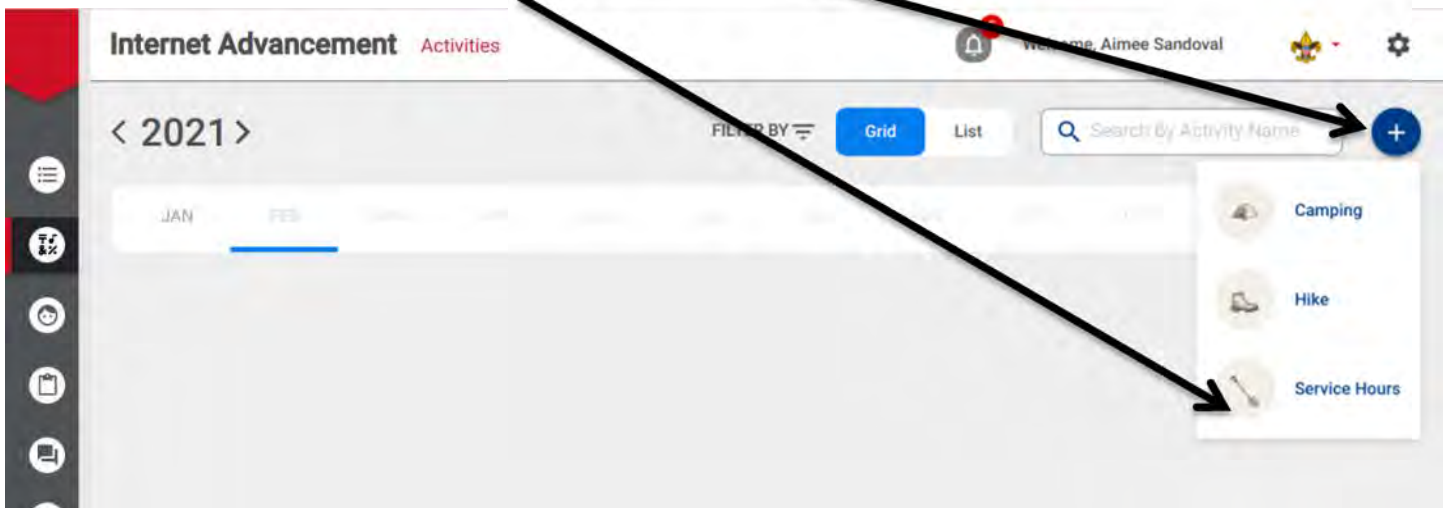 Internet Advancement Activities
Welcome, Aimee Sandoval
< 2021 >
FILTER BY
Grid
List
Search By Activity Name
+
JAN FEB
Camping
Hike
Service Hours